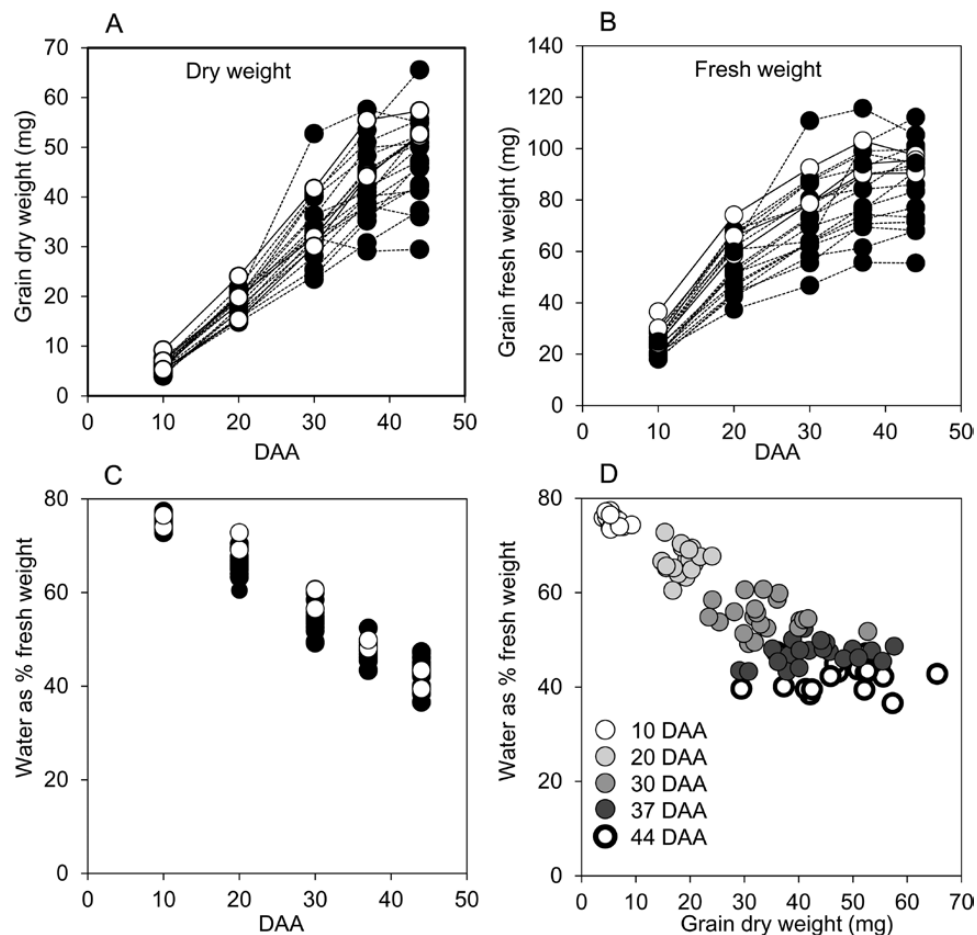 A
Dry weight
Grain dry weight (mg)
70
60
50
40
30
20
10
0
0 10 20 30 40 50
DAA
B
Fresh weight
Grain fresh weight (mg)
140
120
100
80
60
40
20
0
0 10 20 30 40 50
DAA
C
Water as % fresh weight
80
60
40
20
0
0 10 20 30 40 50
DAA
D
Water as % fresh weight
80
60
40
20
0
10 DAA
20 DAA
30 DAA
37 DAA
44 DAA
0 10 20 30 40 50 60 70
Grain dry weight (mg)